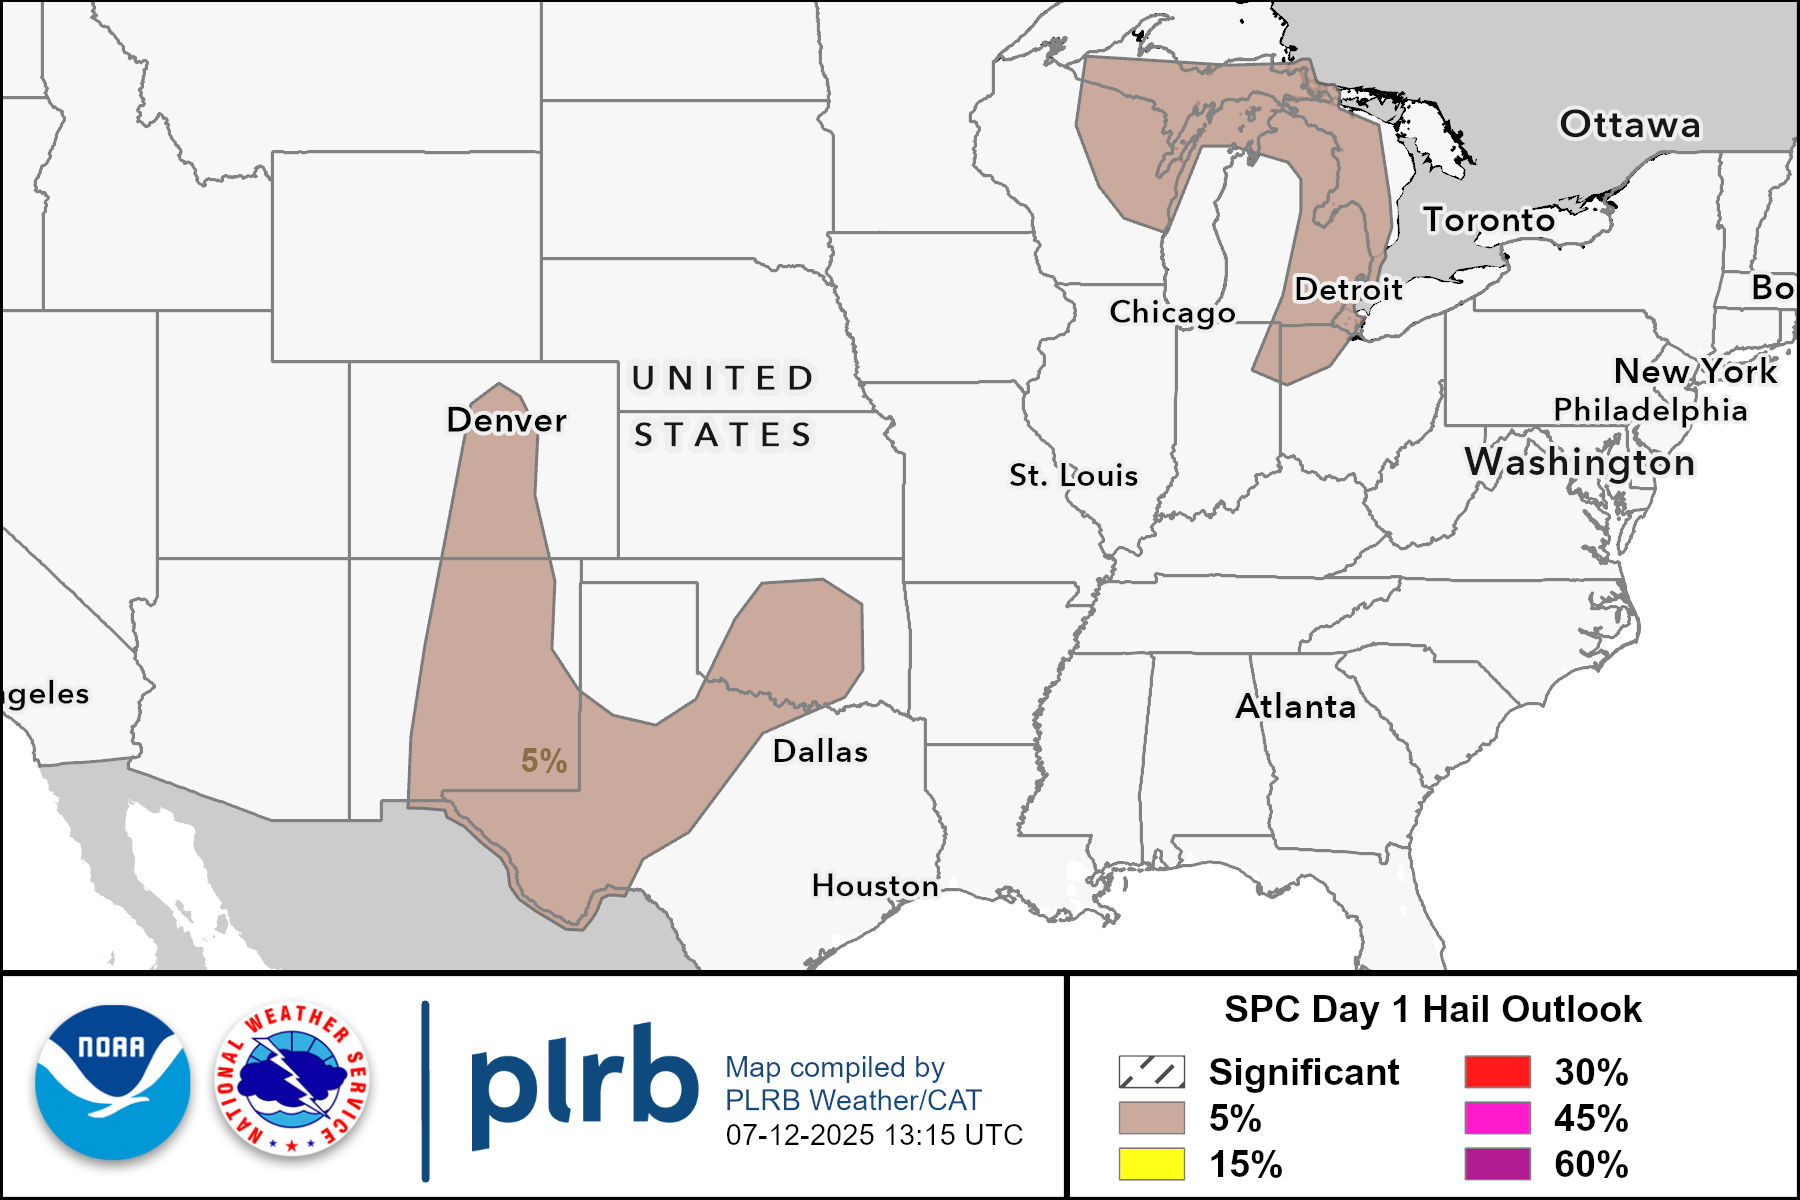 Ottawa
Toronto
Detroit
Bo
Chicago
UNITED
STATES
New York
Philadelphia
Denver
Washington
St. Louis
ngeles
Atlanta
5%
Dallas
Houston
NOAA
NATIONAL WEATHER SERVICE
plrb
Map compiled by
PLRB Weather/CAT
07-12-2025 13:15 UTC
SPC Day 1 Hail Outlook
Significant
5%
15%
30%
45%
60%